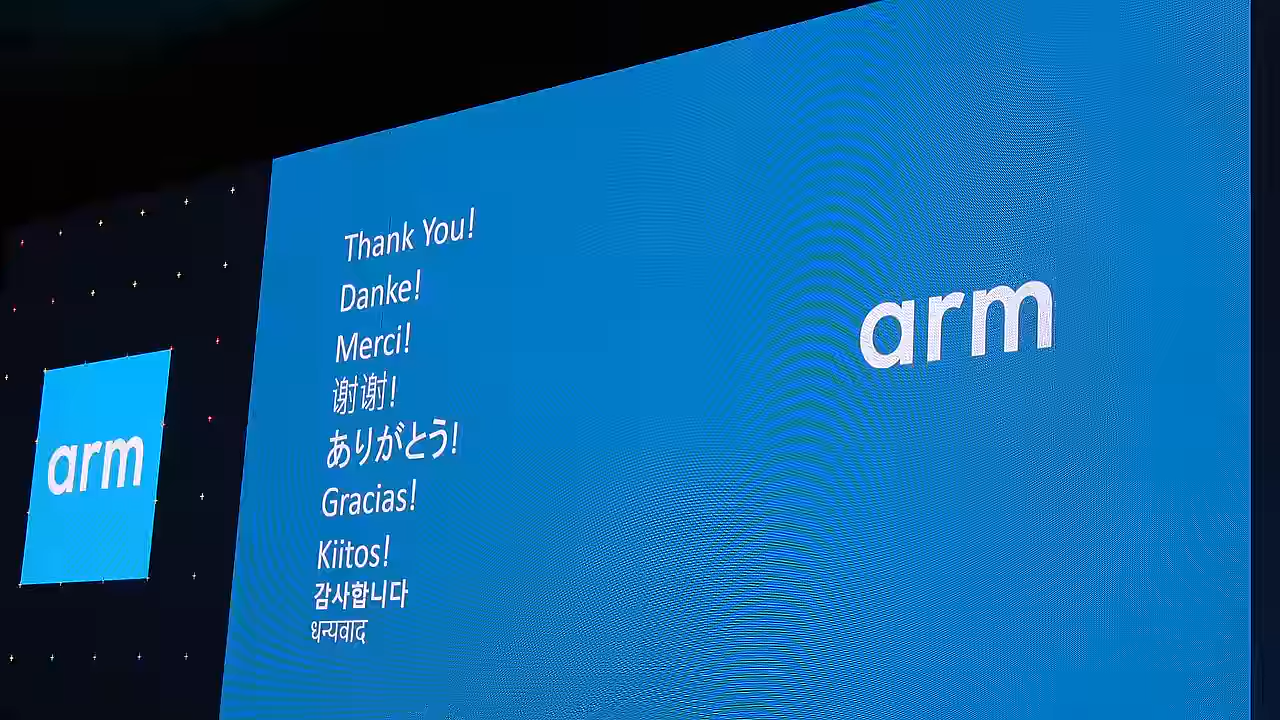 arm
Thank You!
Danke!
Merci!
谢谢!
ありがとう!
Gracias!
Kiitos!
감사합니다
धन्यवाद
arm